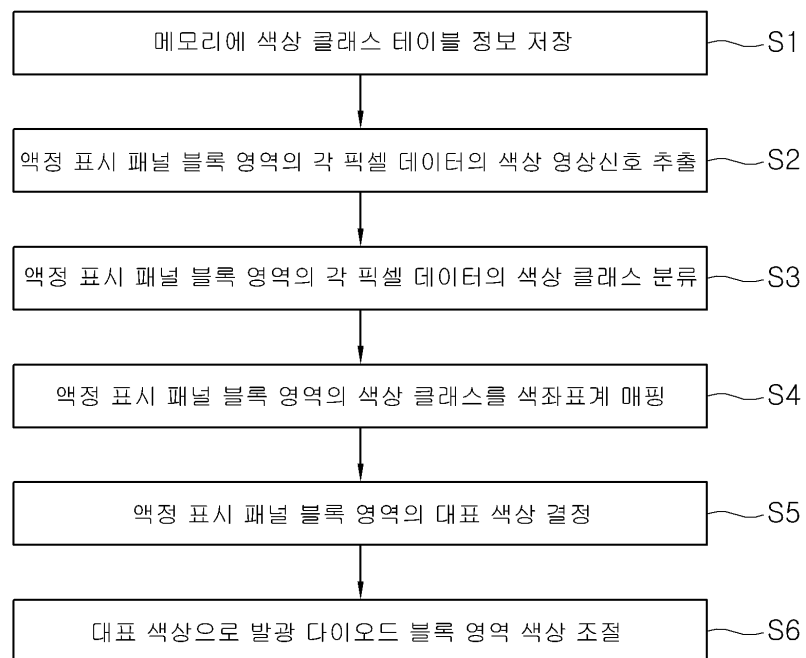 메모리에 색상 클래스 테이블 정보 저장 S1
액정 표시 패널 블록 영역의 각 픽셀 데이터의 색상 영상신호 추출 S2
액정 표시 패널 블록 영역의 각 픽셀 데이터의 색상 클래스 분류 S3
액정 표시 패널 블록 영역의 색상 클래스를 색좌표계 매핑 S4
액정 표시 패널 블록 영역의 대표 색상 결정 S5
대표 색상으로 발광 다이오드 블록 영역 색상 조절 S6